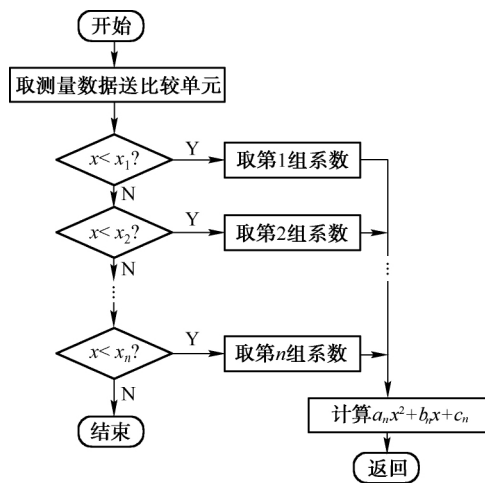 开始
取测量数据送比较单元
x< x₁?
Y
取第1组系数
N
x< x₂?
Y
取第2组系数
N
⋮
⋮
x< xₙ?
Y
取第n组系数
N
计算aₙx²+bₙx+cₙ
结束
返回